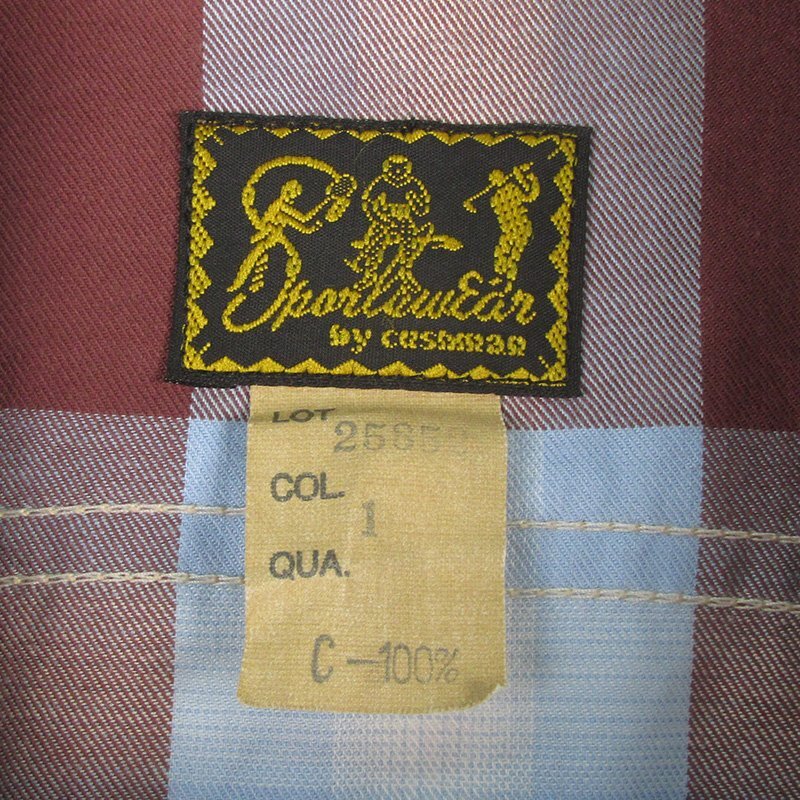 Sportswear
by cushman
LOT
COL.
1
QUA.
C-100%